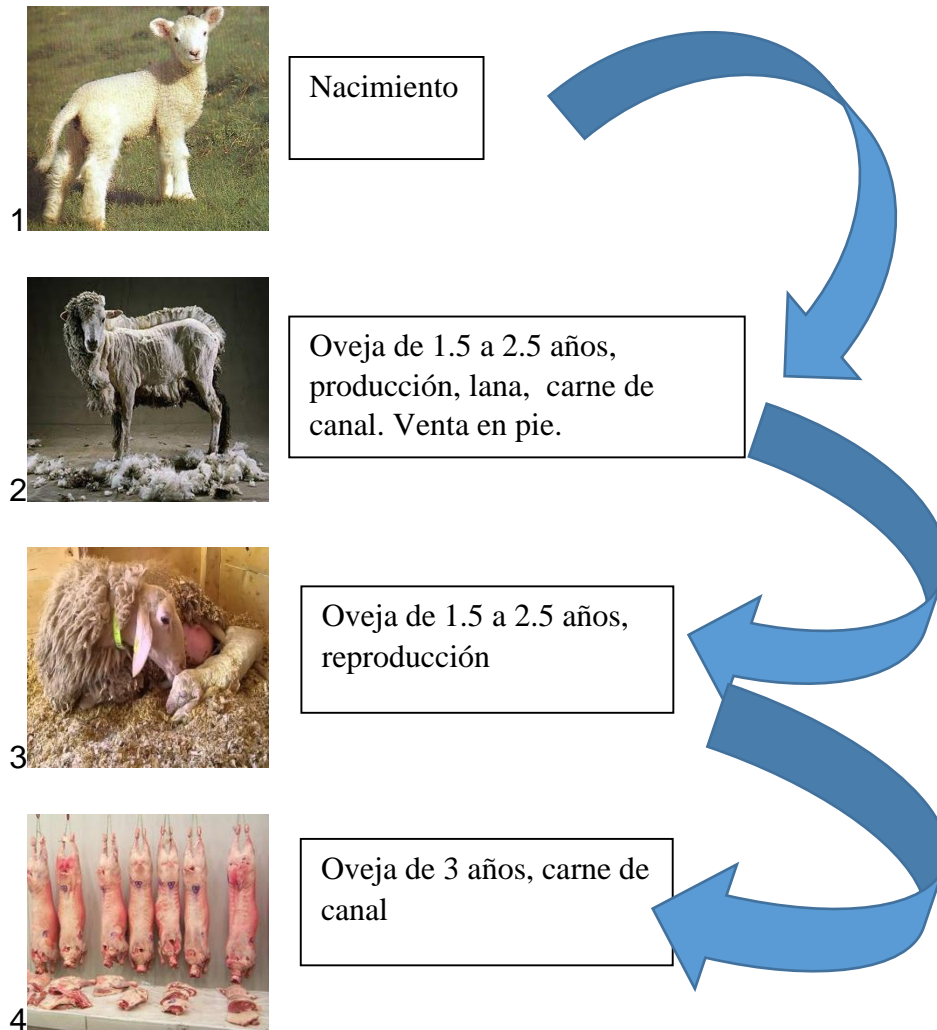 Nacimiento
1
Oveja de 1.5 a 2.5 años,
producción, lana, carne de
canal. Venta en pie.
2
Oveja de 1.5 a 2.5 años,
reproducción
3
Oveja de 3 años, carne de
canal
4